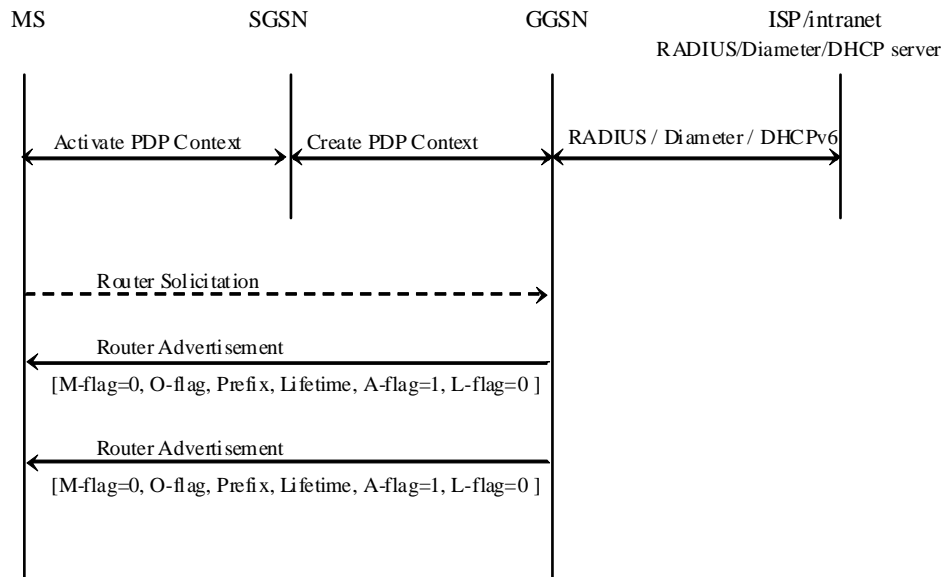 MS SGSN GGSN ISP/intranet
RADIUS/Diameter/DHCP server
Activate PDP Context Create PDP Context RADIUS / Diameter / DHCPv6
Router Solicitation
Router Advertisement
[M-flag=0, O-flag, Prefix, Lifetime, A-flag=1, L-flag=0 ]
Router Advertisement
[M-flag=0, O-flag, Prefix, Lifetime, A-flag=1, L-flag=0 ]